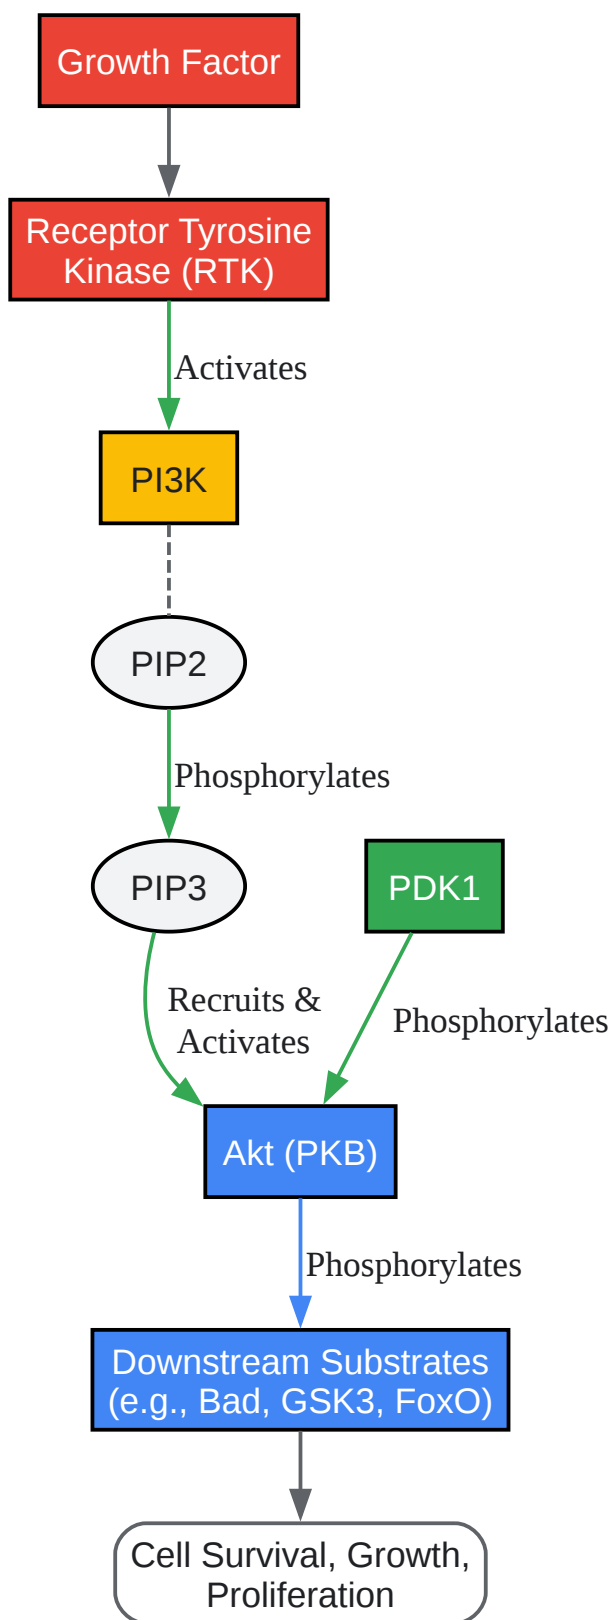 Growth Factor
Receptor Tyrosine
Kinase (RTK)
Activates
PI3K
PIP2
Phosphorylates
PIP3
PDK1
Recruits &
Activates
Phosphorylates
Akt (PKB)
Phosphorylates
Downstream Substrates
(e.g., Bad, GSK3, FoxO)
Cell Survival, Growth,
Proliferation